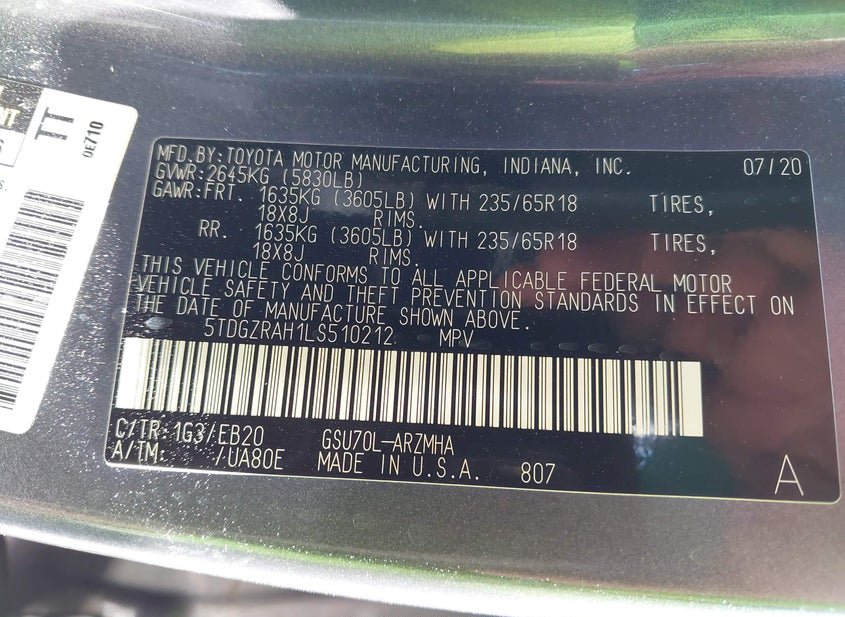 TT
0E710
MFD.BY:TOYOTA MOTOR MANUFACTURING, INDIANA, INC. 07/20
GVWR:2645KG (5830LB)
GAWR:FRT. 1635KG (3605LB) WITH 235/65R18 TIRES,
18X8J RIMS.
RR. 1635KG (3605LB) WITH 235/65R18 TIRES,
18X8J RIMS.
THIS VEHICLE CONFORMS TO ALL APPLICABLE FEDERAL MOTOR
VEHICLE SAFETY AND THEFT PREVENTION STANDARDS IN EFFECT ON
THE DATE OF MANUFACTURE SHOWN ABOVE.
5TDGZRAH1LS510212 MPV
C/TR:1G3/EB20 GSU70L-ARZMHA
A/TM: /UA80E MADE IN U.S.A. 807 A